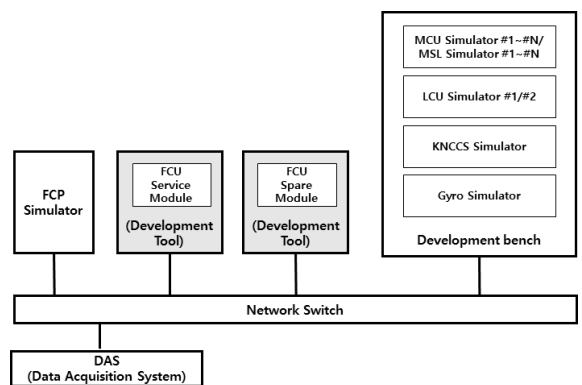 MCU Simulator #1~#N/
MSL Simulator #1~#N
LCU Simulator #1/#2
KNCCS Simulator
Gyro Simulator
Development bench
FCP
Simulator
FCU
Service
Module
(Development
Tool)
FCU
Spare
Module
(Development
Tool)
Network Switch
DAS
(Data Acquisition System)